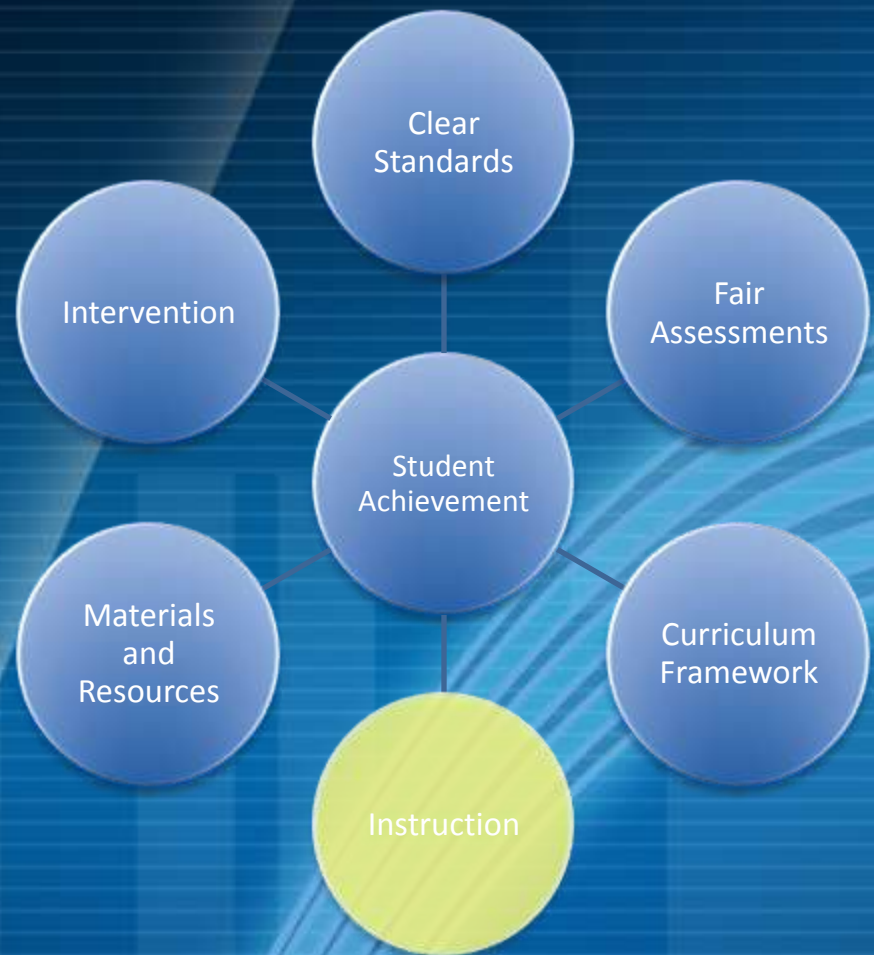 Clear
Standards
Fair
Assessments
Curriculum
Framework
Instruction
Materials
and
Resources
Intervention
Student
Achievement